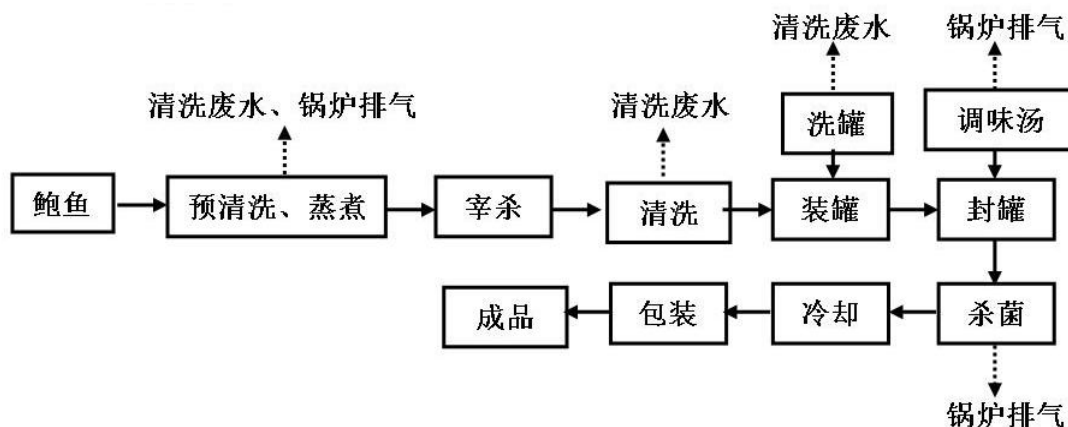 清洗废水
锅炉排气
清洗废水、锅炉排气
清洗废水
洗罐
调味汤
鲍鱼
预清洗、蒸煮
宰杀
清洗
装罐
封罐
成品
包装
冷却
杀菌
锅炉排气